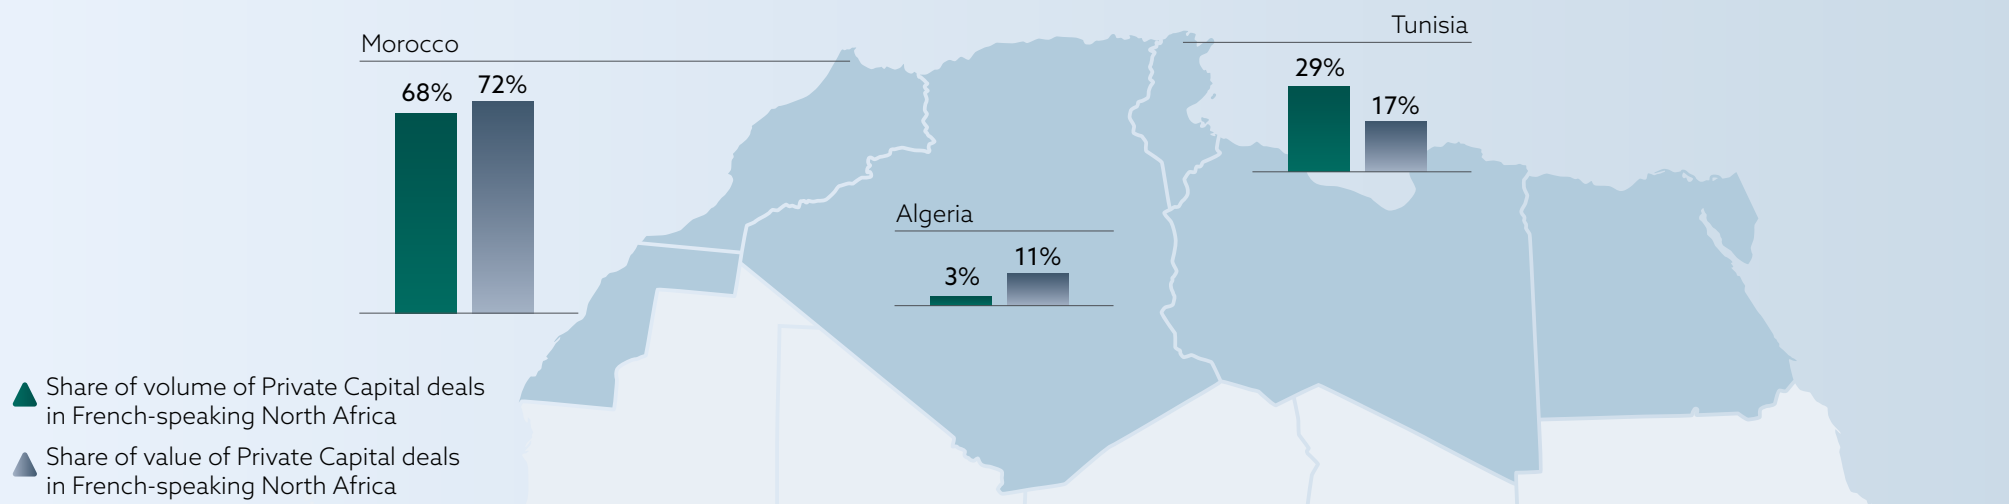 Morocco
68%
72%
Algeria
3%
11%
Tunisia
29%
17%
Share of volume of Private Capital deals
in French-speaking North Africa
Share of value of Private Capital deals
in French-speaking North Africa